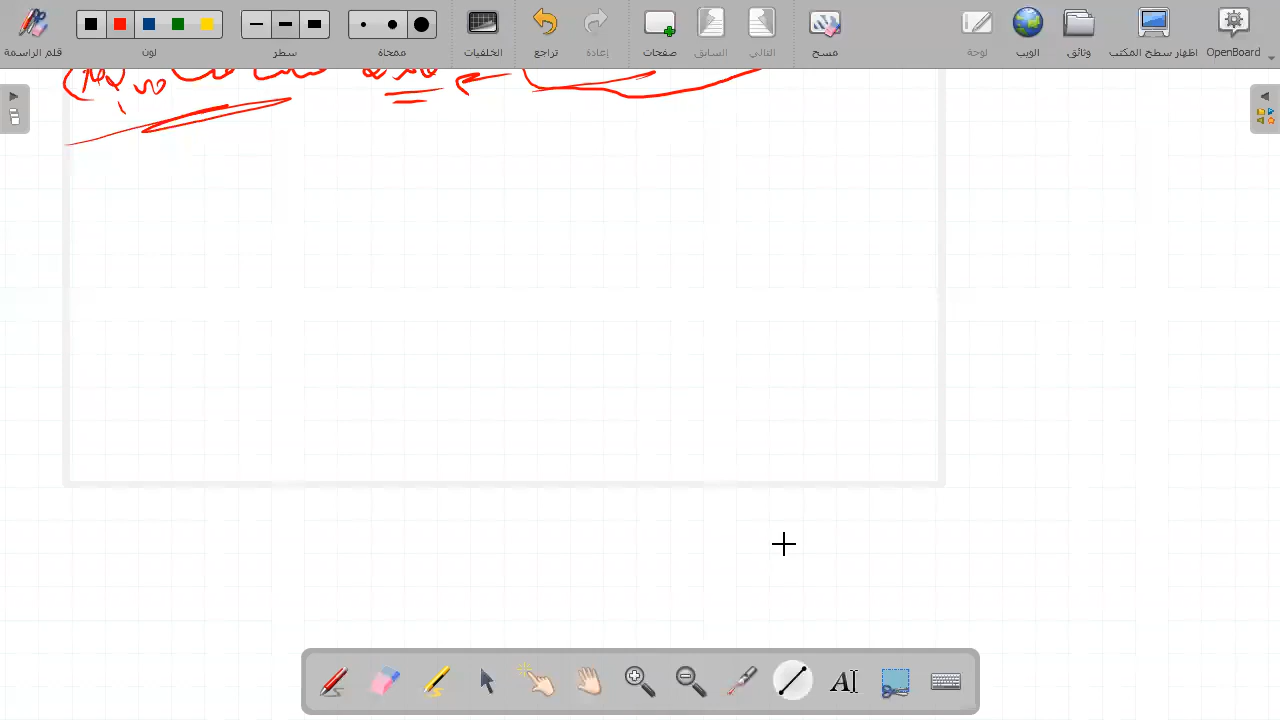 قلم الراسمة
لون
سطر
ممحاة
الخلفيات
تراجع
إعادة
صفحات
السابق
التالي
مسح
لوحة
الويب
وثائق
اظهار سطح المكتب
OpenBoard